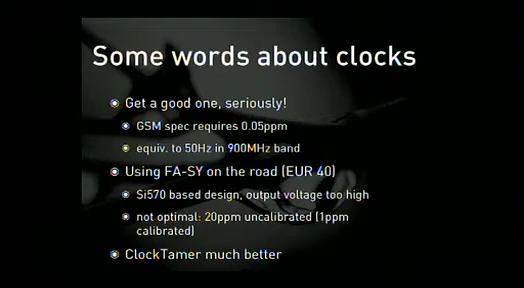 Some words about clocks
Get a good one, seriously!
GSM spec requires 0.05ppm
equiv. to 50Hz in 900MHz band
Using FA-SY on the road (EUR 40)
Si570 based design, output voltage too high
not optimal: 20ppm uncalibrated (1ppm
calibrated)
ClockTamer much better